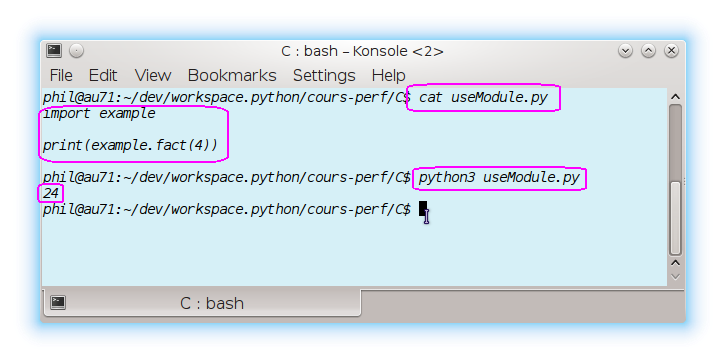 C : bash – Konsole <2>
File Edit View Bookmarks Settings Help
phil@au71:~/dev/workspace.python/cours-perf/C$ cat useModule.py
import example
print(example.fact(4))
phil@au71:~/dev/workspace.python/cours-perf/C$ python3 useModule.py
24
phil@au71:~/dev/workspace.python/cours-perf/C$
C : bash